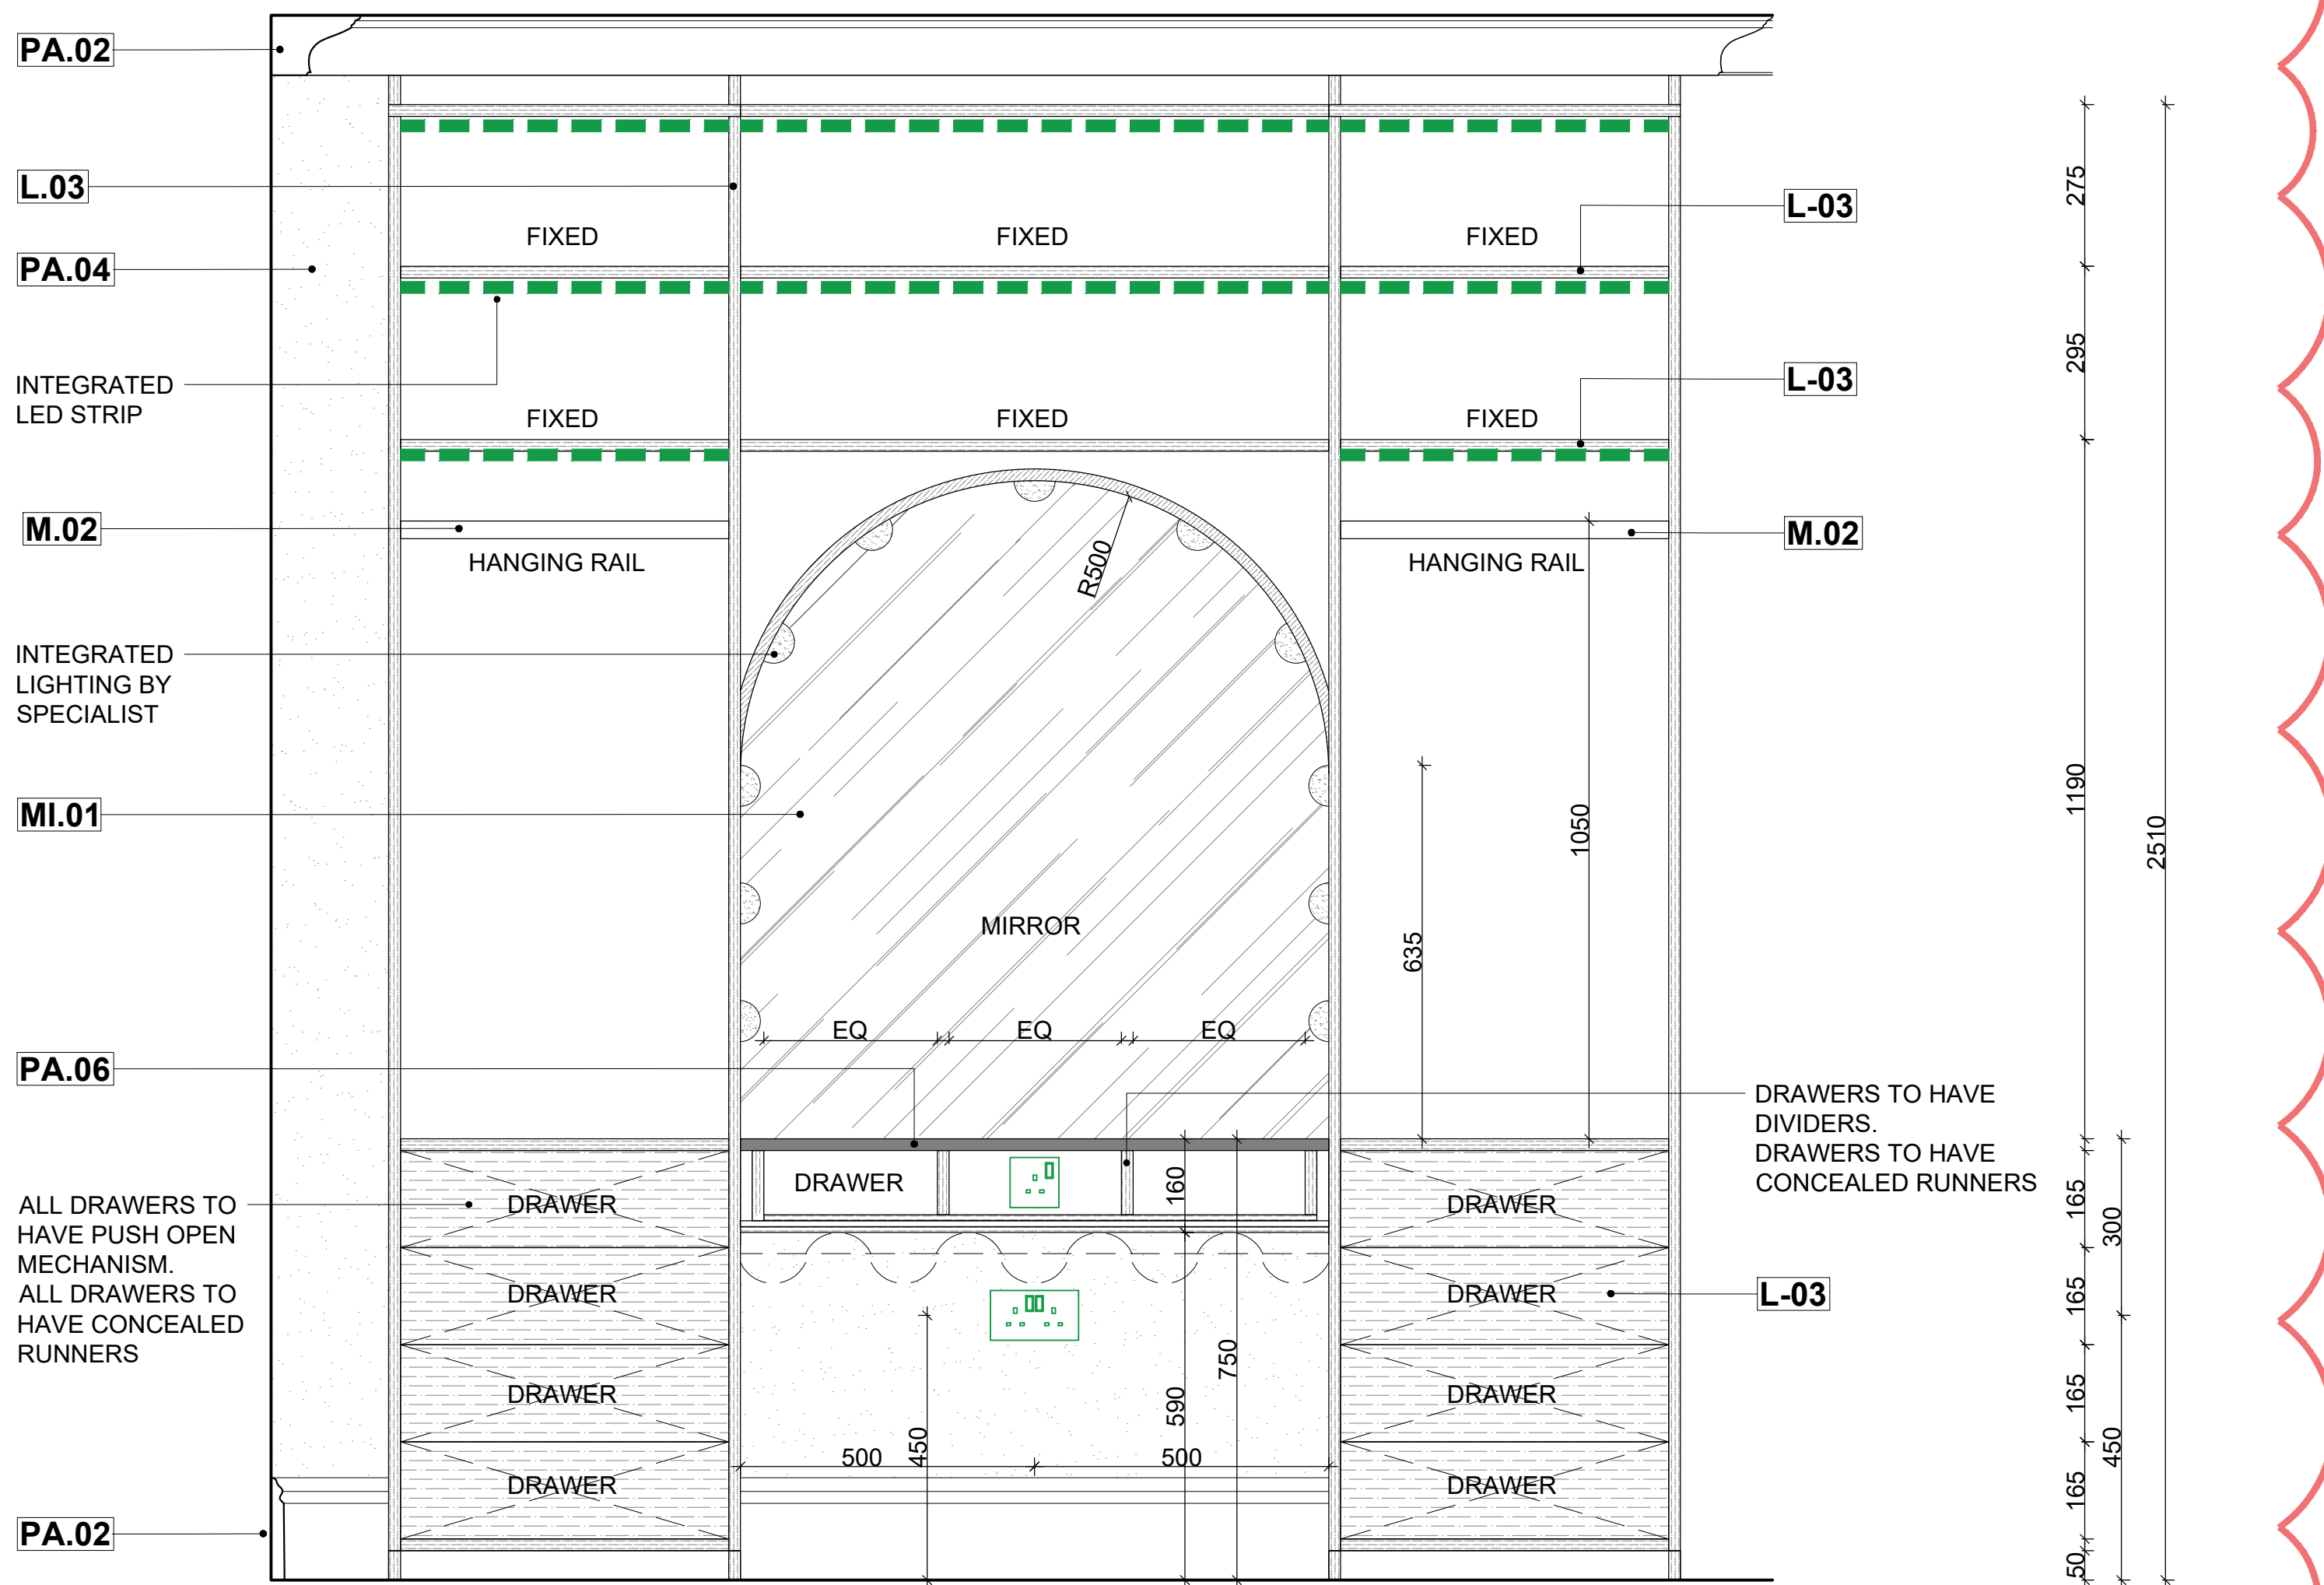 PA.02
L.03
L-03
275
FIXED
FIXED
FIXED
PA.04
295
L-03
INTEGRATED
LED STRIP
FIXED
FIXED
FIXED
M.02
M.02
HANGING RAIL
HANGING RAIL
R500
INTEGRATED
LIGHTING BY
SPECIALIST
MI.01
1190
1050
2510
MIRROR
635
EQ
EQ
EQ
PA.06
DRAWERS TO HAVE
DIVIDERS.
DRAWERS TO HAVE
CONCEALED RUNNERS
DRAWER
160
ALL DRAWERS TO
HAVE PUSH OPEN
MECHANISM.
ALL DRAWERS TO
HAVE CONCEALED
RUNNERS
DRAWER
DRAWER
165
300
DRAWER
DRAWER
L-03
165
750
DRAWER
DRAWER
165
590
450
500
500
450
DRAWER
DRAWER
165
PA.02
50